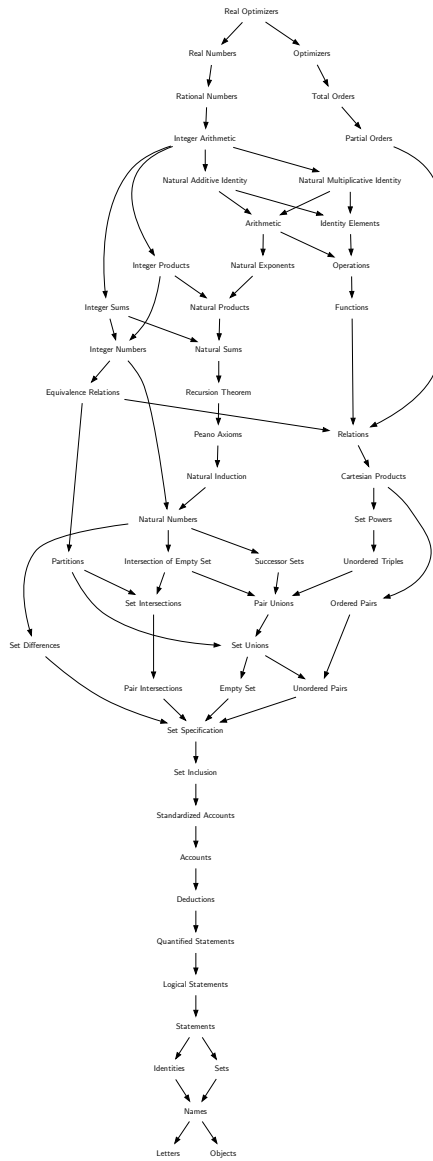 Real Optimizers
Real Numbers
Optimizers
Rational Numbers
Total Orders
Integer Arithmetic
Partial Orders
Natural Additive Identity
Natural Multiplicative Identity
Arithmetic
Identity Elements
Integer Products
Natural Exponents
Operations
Integer Sums
Natural Products
Functions
Integer Numbers
Natural Sums
Equivalence Relations
Recursion Theorem
Peano Axioms
Relations
Natural Induction
Cartesian Products
Natural Numbers
Set Powers
Partitions
Intersection of Empty Set
Successor Sets
Unordered Triples
Set Intersections
Pair Unions
Ordered Pairs
Set Differences
Set Unions
Pair Intersections
Empty Set
Unordered Pairs
Set Specification
Set Inclusion
Standardized Accounts
Accounts
Deductions
Quantified Statements
Logical Statements
Statements
Identities
Sets
Names
Letters
Objects